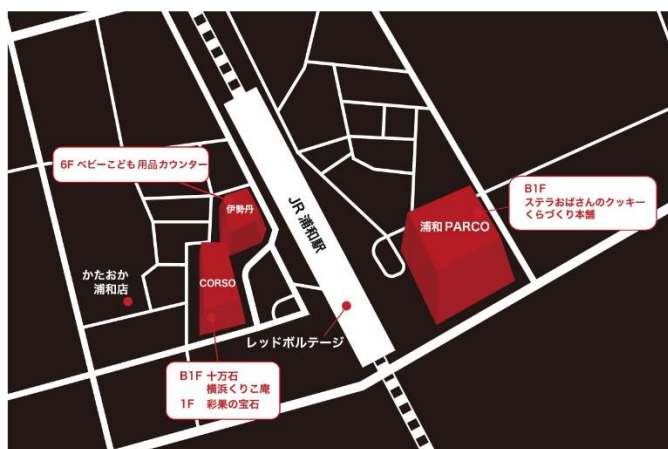 6F ベビーこども用品カウンター
伊勢丹
JR 浦和駅
浦和 PARCO
B1F
ステラおばさんのクッキー
くらづくり本舗
かたおか
浦和店
CORSO
レッドボルテージ
B1F 十万石
横浜くりこ庵
1F 彩果の宝石